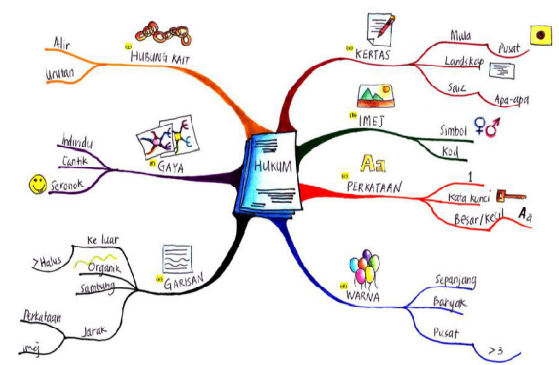 HUKUM
(a)
KERTAS
Mula
Pusat
Landskap
Saiz
Apa-apa
(b)
IMEJ
Simbol
Kod
(c)
Aa
PERKATAAN
1
Kata kunci
Besar/Kecil
Aa
(d)
WARNA
Sepanjang
Banyak
Pusat
>3
(e)
GARISAN
Ke luar
>Halus
Organik
Sambung
Jarak
Perkataan
imej
(f)
GAYA
Individu
Cantik
Seronok
(g)
HUBUNG KAIT
Alir
Urutan